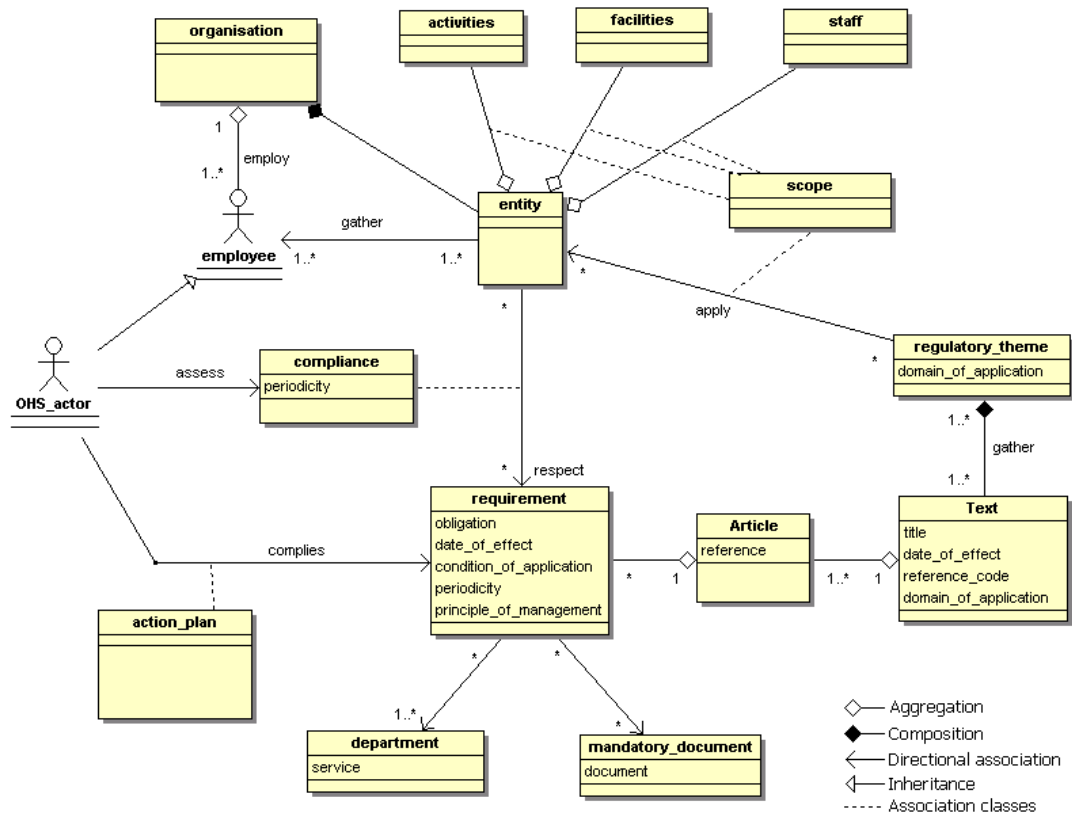 organisation
activities
facilities
staff
1
employ
1..*
scope
entity
gather
employee
1..*
1..*
*
apply
*
regulatory_theme
domain_of_application
compliance
periodicity
assess
OHS_actor
*
1..*
gather
1..*
*
respect
requirement
obligation
date_of_effect
condition_of_application
periodicity
principle_of_management
Article
reference
Text
title
date_of_effect
reference_code
domain_of_application
complies
*
1
1..*
1
action_plan
*
*
1..*
*
department
service
mandatory_document
document
Aggregation
Composition
Directional association
Inheritance
Association classes